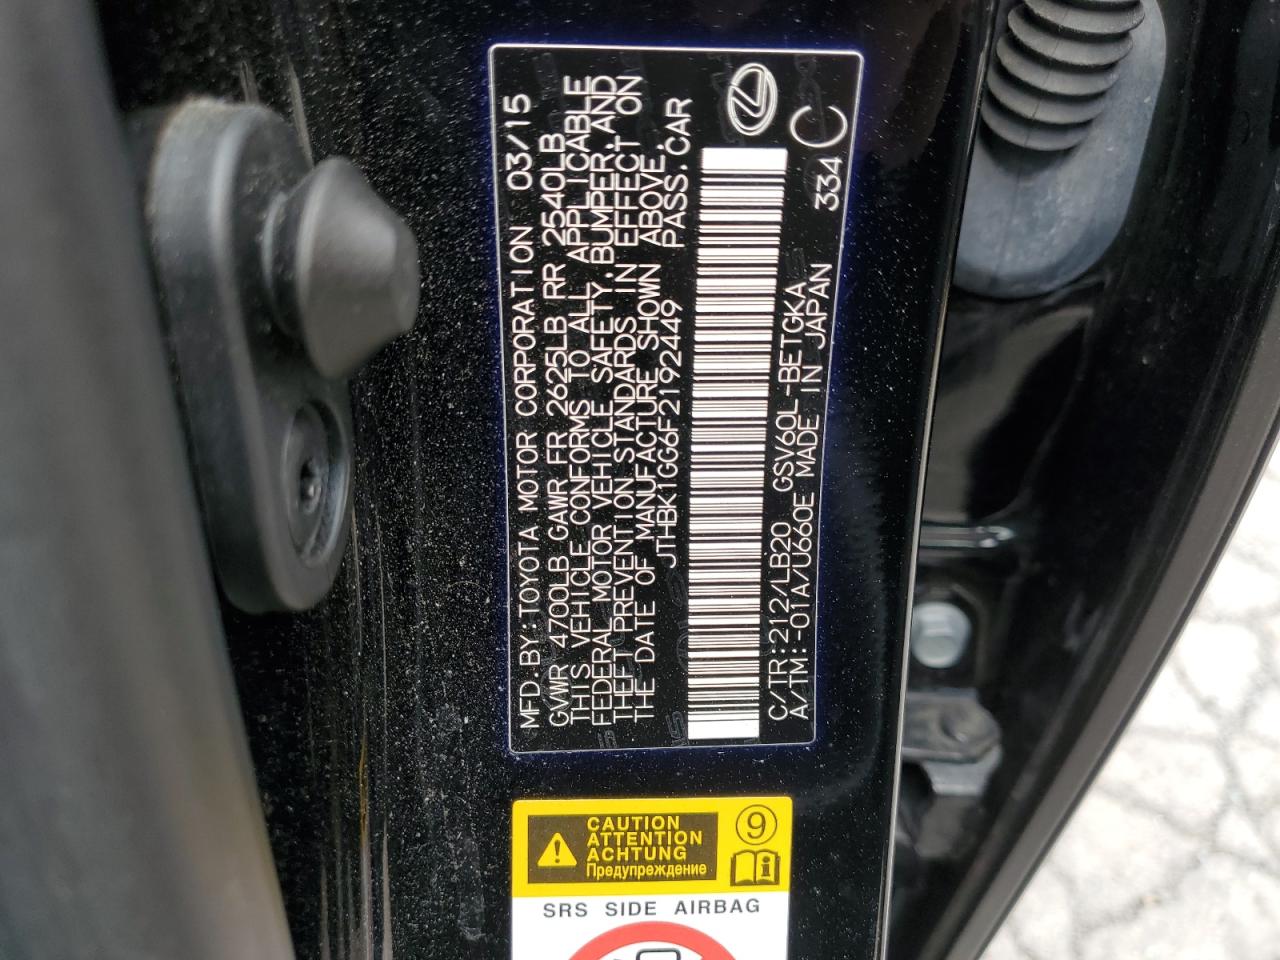 MFD.BY:TOYOTA MOTOR CORPORATION 03/15
GVWR 4700LB GAWR FR 2625LB RR 2540LB
THIS VEHICLE CONFORMS TO ALL APPLICABLE
FEDERAL MOTOR VEHICLE SAFETY,BUMPER,AND
THEFT PREVENTION STANDARDS IN EFFECT ON
THE DATE OF MANUFACTURE SHOWN ABOVE.
JTHBK1GG6F2192449 PASS.CAR
C/TR:212/LB20 GSV60L-BETGKA 334 C
A/TM:-01A/U660E MADE IN JAPAN
CAUTION
ATTENTION
ACHTUNG
Предупреждение
9
i
SRS SIDE AIRBAG